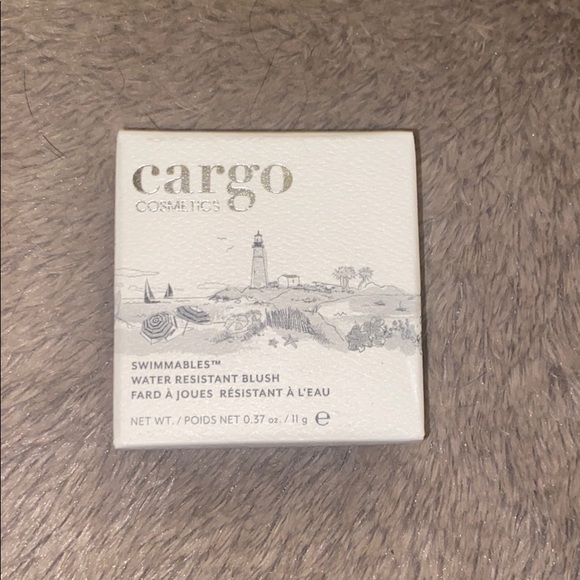 cargo
COSMETICS
SWIMMABLES™
WATER RESISTANT BLUSH
FARD À JOUES RÉSISTANT À L'EAU
NET WT. / POIDS NET 0.37 oz. / 11 g ℮